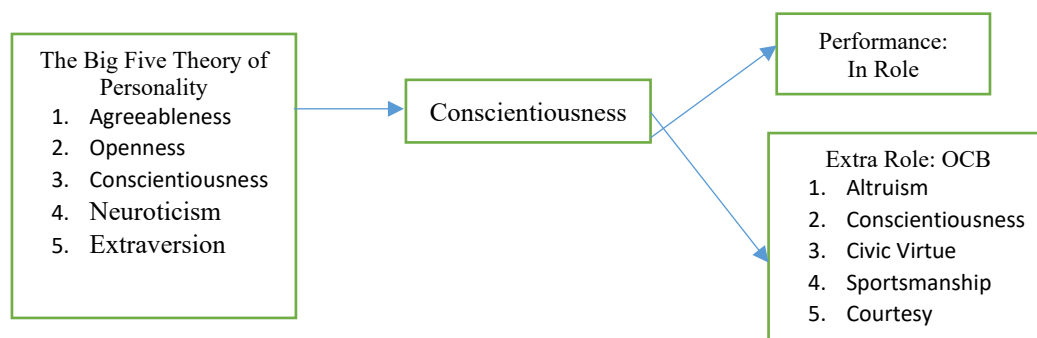 The Big Five Theory of
Personality
1. Agreeableness
2. Openness
3. Conscientiousness
4. Neuroticism
5. Extraversion
Conscientiousness
Performance:
In Role
Extra Role: OCB
1. Altruism
2. Conscientiousness
3. Civic Virtue
4. Sportsmanship
5. Courtesy